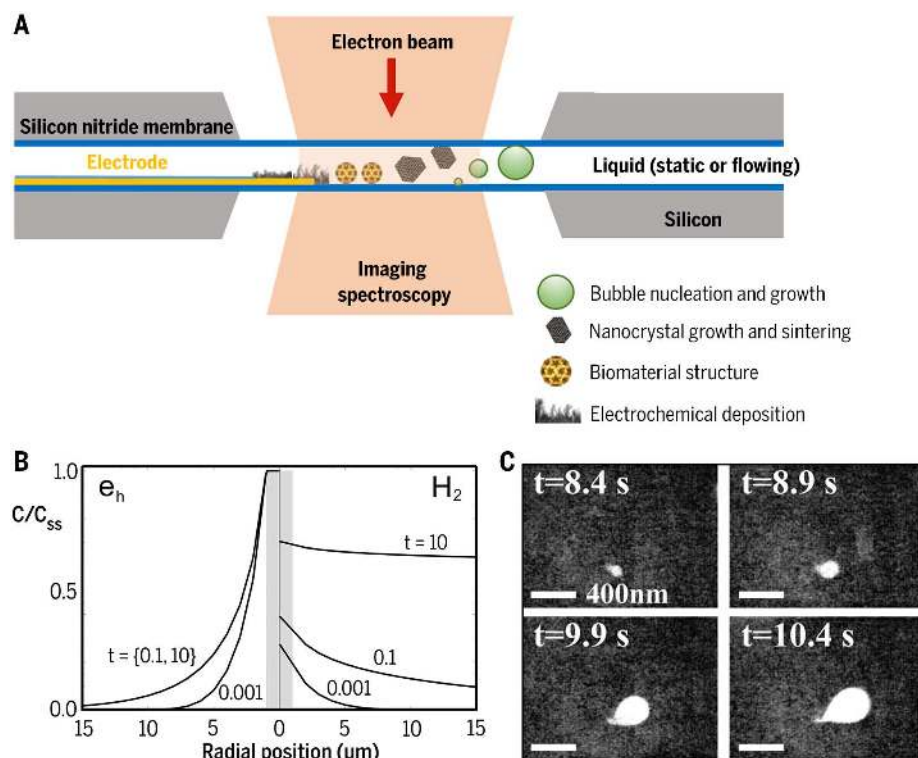 A
Electron beam
Silicon nitride membrane
Electrode
Liquid (static or flowing)
Silicon
Imaging
spectroscopy
Bubble nucleation and growth
Nanocrystal growth and sintering
Biomaterial structure
Electrochemical deposition
B
1.0
e_h
H₂
C/C_SS
t = 10
0.5
t = {0.1, 10}
0.001
0.1
0.001
0.0
15 10 5 0 5 10 15
Radial position (µm)
C
t=8.4 s
400nm
t=8.9 s
t=9.9 s
t=10.4 s